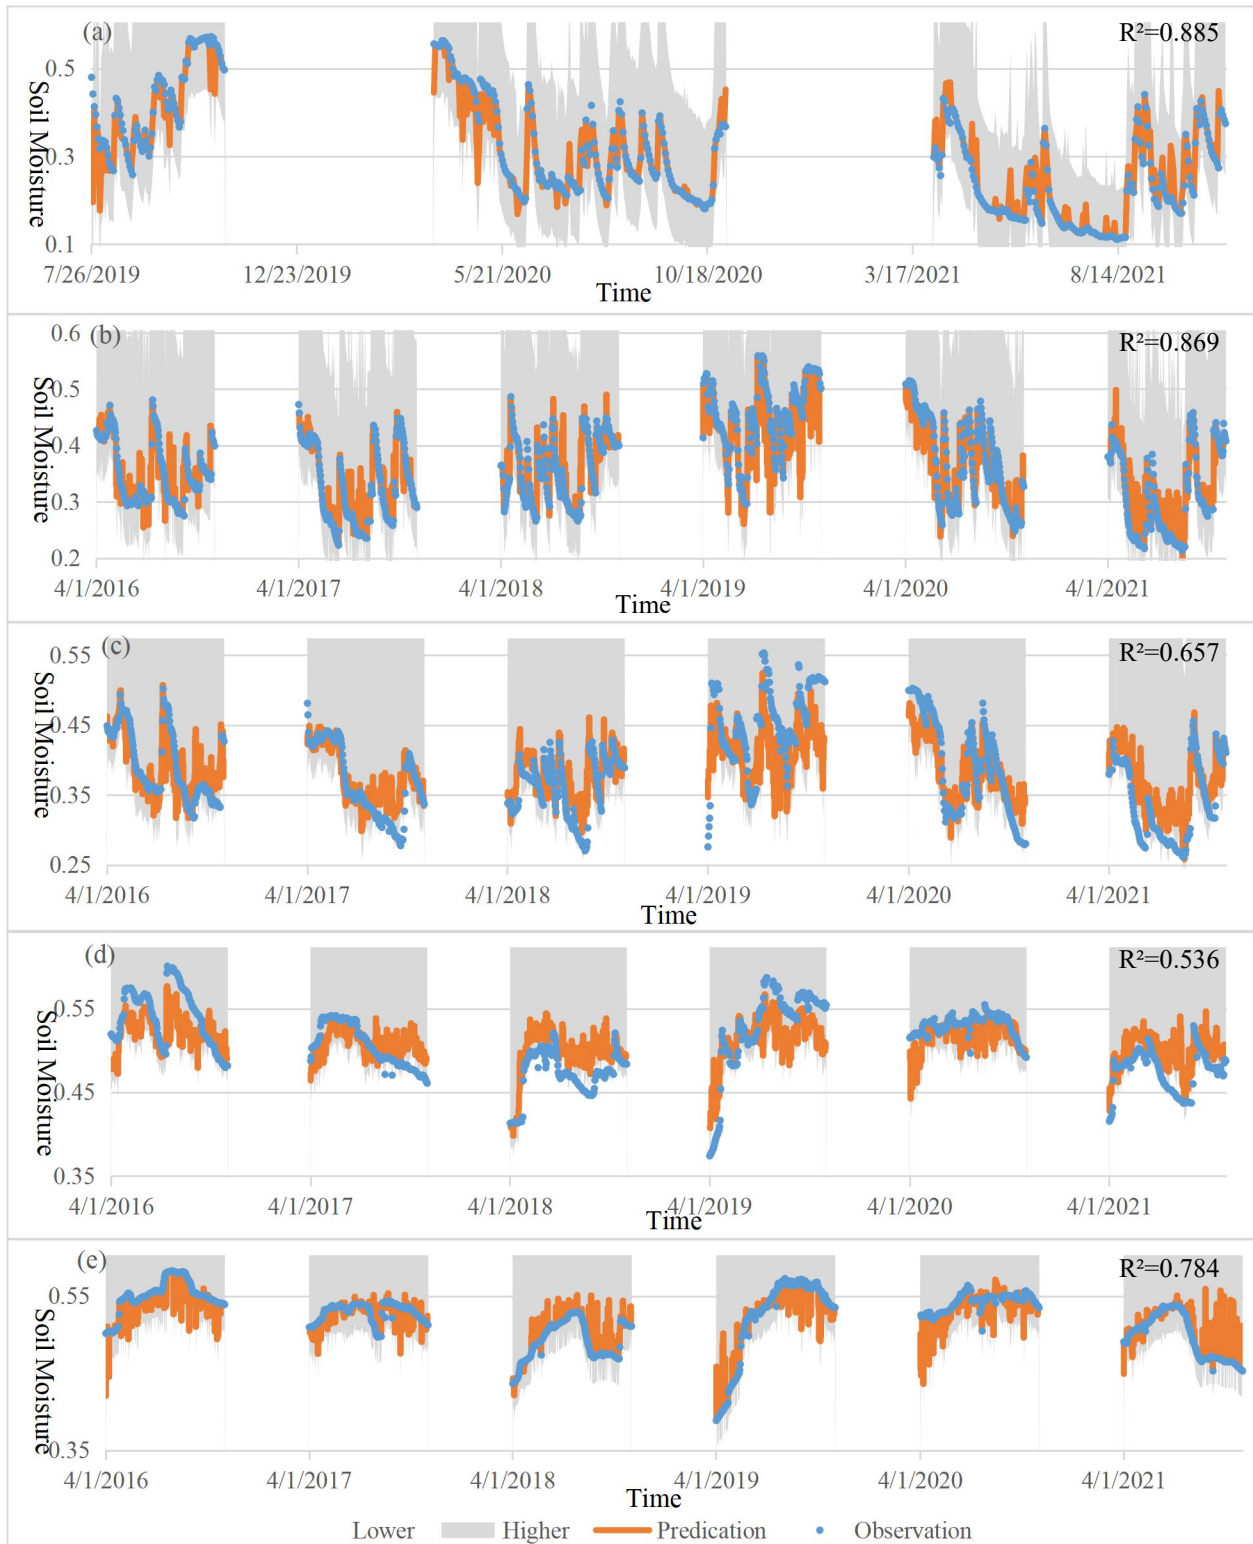 (a)
R²=0.885
Soil Moisture
0.5
0.3
0.1
7/26/2019 12/23/2019 5/21/2020 10/18/2020 3/17/2021 8/14/2021
Time
(b)
R²=0.869
Soil Moisture
0.6
0.5
0.4
0.3
0.2
4/1/2016 4/1/2017 4/1/2018 4/1/2019 4/1/2020 4/1/2021
Time
(c)
R²=0.657
Soil Moisture
0.55
0.45
0.35
0.25
4/1/2016 4/1/2017 4/1/2018 4/1/2019 4/1/2020 4/1/2021
Time
(d)
R²=0.536
Soil Moisture
0.55
0.45
0.35
4/1/2016 4/1/2017 4/1/2018 4/1/2019 4/1/2020 4/1/2021
Time
(e)
R²=0.784
Soil Moisture
0.55
0.35
4/1/2016 4/1/2017 4/1/2018 4/1/2019 4/1/2020 4/1/2021
Time
Lower Higher Predication Observation